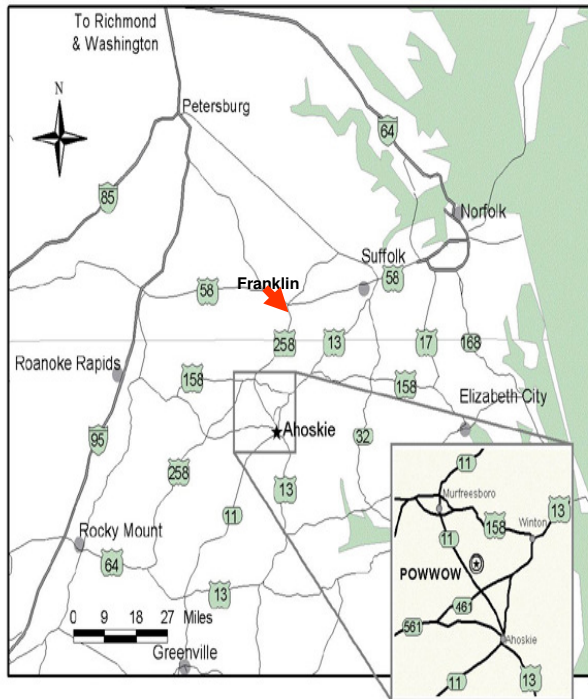 To Richmond
& Washington
N
Petersburg
64
85
Norfolk
Suffolk
Franklin
58
58
258
13
17
168
Roanoke Rapids
158
158
Elizabeth City
95
Ahoskie
32
258
13
11
Rocky Mount
64
13
0 9 18 27 Miles
Greenville
11
Murfreesboro
13
158
Winton
11
POWWOW
461
561
Ahoskie
11
13